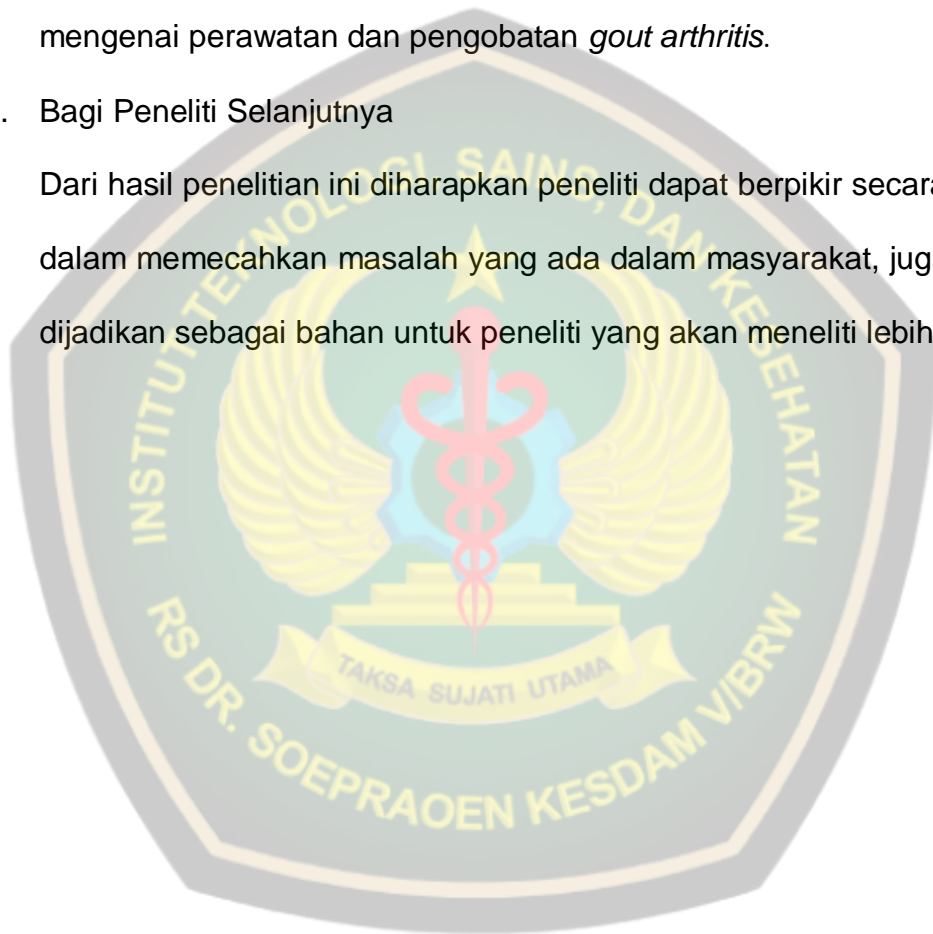 mengenai perawatan dan pengobatan gout arthritis.
. Bagi Peneliti Selanjutnya
Dari hasil penelitian ini diharapkan peneliti dapat berpikir secara
dalam memecahkan masalah yang ada dalam masyarakat, jug
dijadikan sebagai bahan untuk peneliti yang akan meneliti lebih
INSTITUT TEKNOLOGI, SAINS, DAN KESEHATAN
TAKSA SUJATI UTAMA
RS DR. SOEPRAOEN KESDAM V/BRW